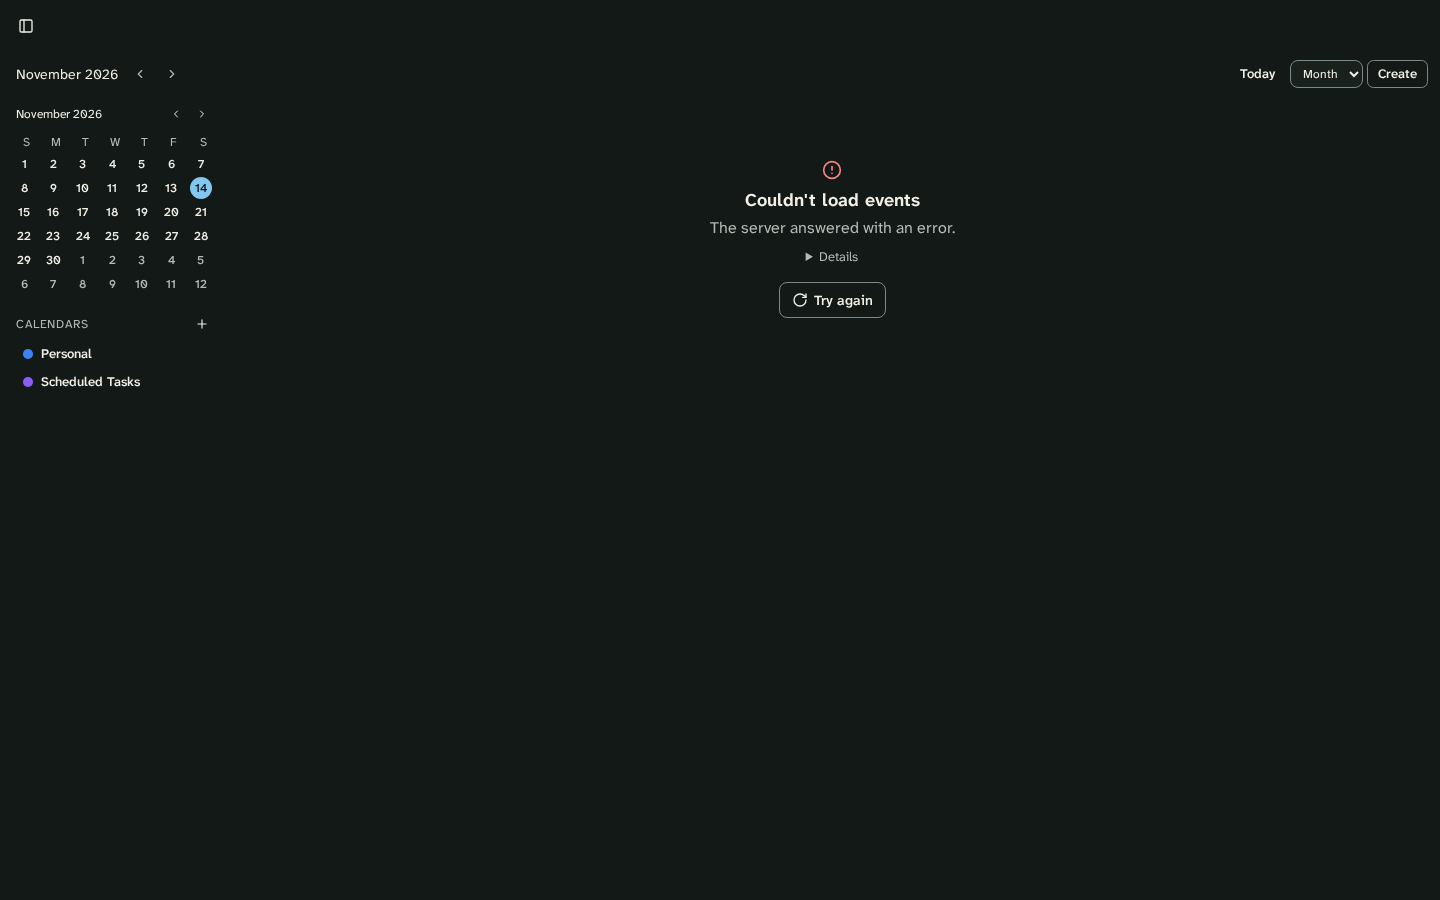 November 2026
Today Month Create
November 2026
S M T W T F S
1 2 3 4 5 6 7
8 9 10 11 12 13 14
15 16 17 18 19 20 21
22 23 24 25 26 27 28
29 30 1 2 3 4 5
6 7 8 9 10 11 12
CALENDARS
Personal
Scheduled Tasks
Couldn't load events
The server answered with an error.
Details
Try again